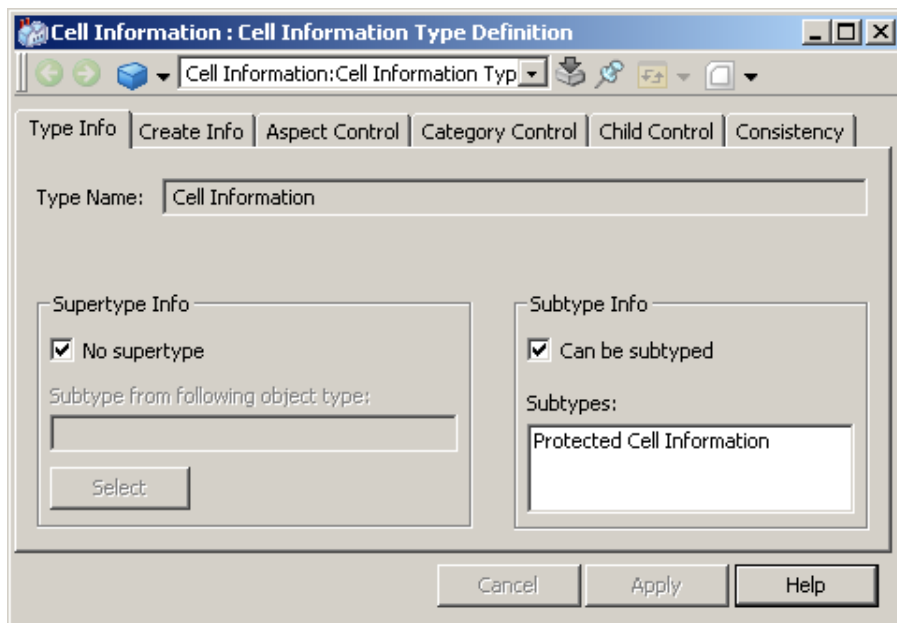 Cell Information : Cell Information Type Definition
Cell Information:Cell Information Typ
Type Info
Create Info
Aspect Control
Category Control
Child Control
Consistency
Type Name:
Cell Information
Supertype Info
No supertype
Subtype from following object type:
Select
Subtype Info
Can be subtyped
Subtypes:
Protected Cell Information
Cancel
Apply
Help